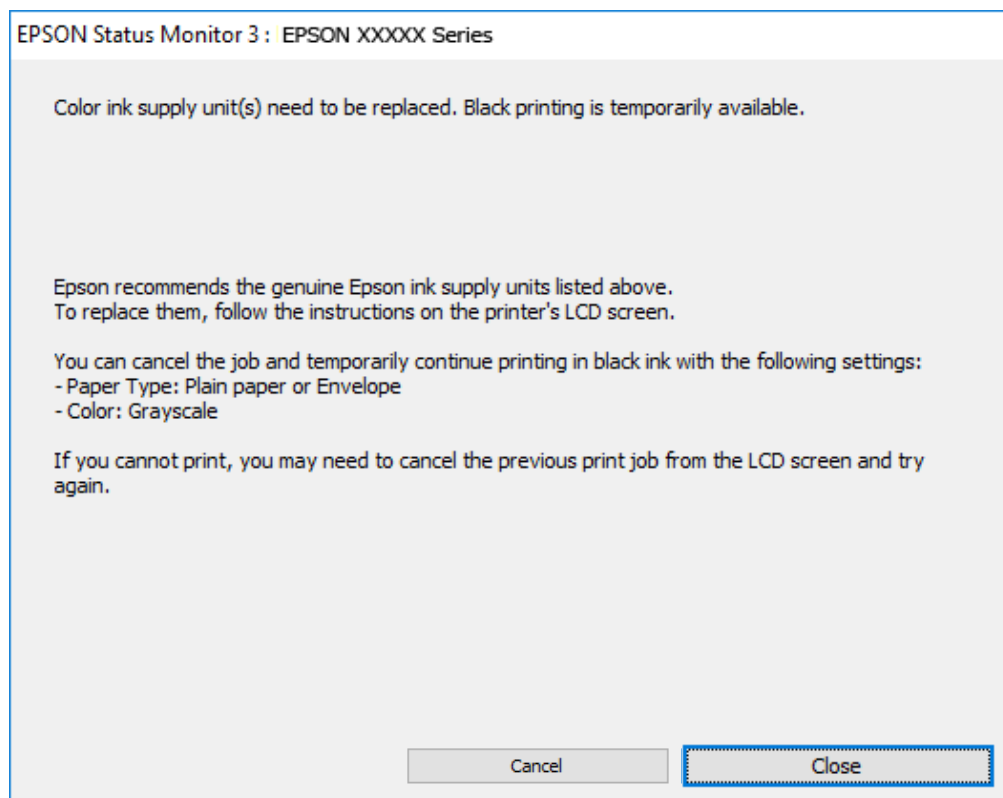 EPSON Status Monitor 3 : EPSON XXXXX Series
Color ink supply unit(s) need to be replaced. Black printing is temporarily available.
Epson recommends the genuine Epson ink supply units listed above.
To replace them, follow the instructions on the printer's LCD screen.
You can cancel the job and temporarily continue printing in black ink with the following settings:
- Paper Type: Plain paper or Envelope
- Color: Grayscale
If you cannot print, you may need to cancel the previous print job from the LCD screen and try
again.
Cancel
Close